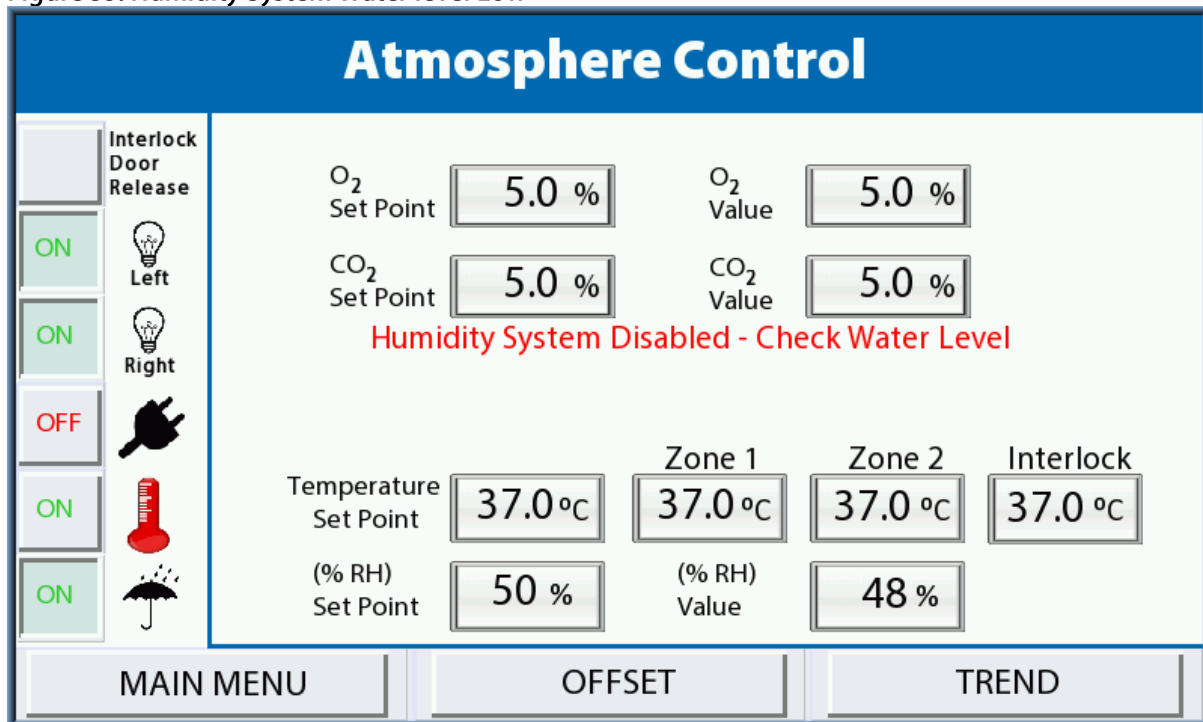 Atmosphere Control
Interlock
Door
Release
ON
Left
ON
Right
OFF
ON
ON
O2
Set Point
5.0 %
O2
Value
5.0 %
CO2
Set Point
5.0 %
CO2
Value
5.0 %
Humidity System Disabled - Check Water Level
Zone 1
Zone 2
Interlock
Temperature
Set Point
37.0 ºC
37.0 ºC
37.0 ºC
37.0 ºC
(% RH)
Set Point
50 %
(% RH)
Value
48 %
MAIN MENU
OFFSET
TREND